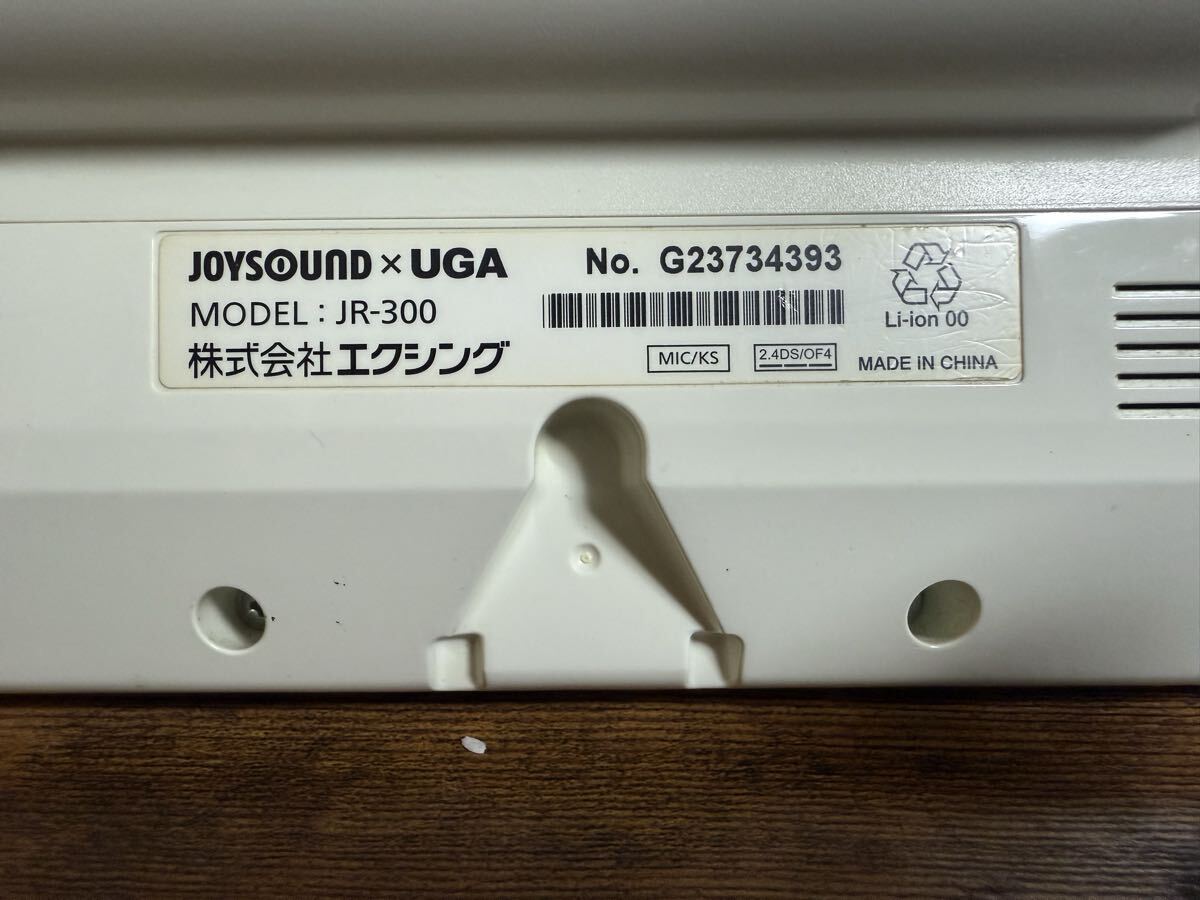 JOYSOUND × UGA
MODEL : JR-300
株式会社エクシング
No. G23734393
MIC/KS
2.4DS/OF4
Li-ion 00
MADE IN CHINA